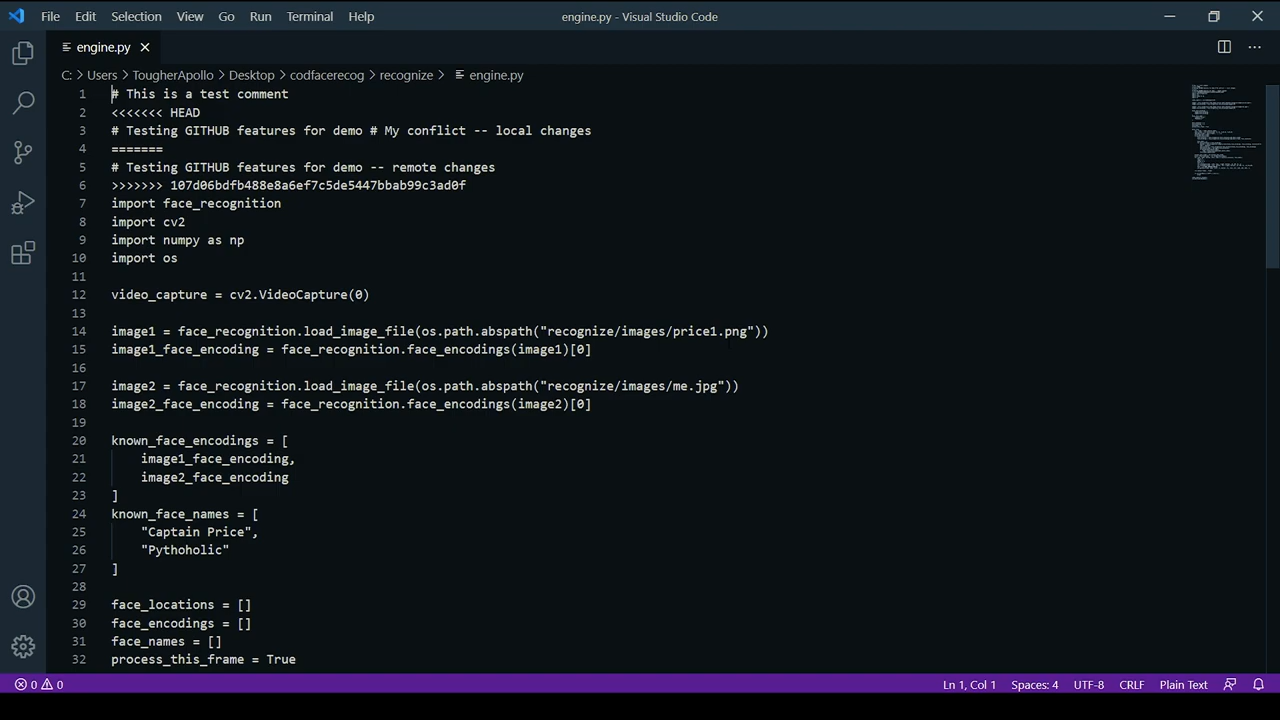 File Edit Selection View Go Run Terminal Help engine.py - Visual Studio Code
engine.py
C: > Users > TougherApollo > Desktop > codfacerecog > recognize > engine.py
1 # This is a test comment
2 <<<<<<< HEAD
3 # Testing GITHUB features for demo # My conflict -- local changes
4 =======
5 # Testing GITHUB features for demo -- remote changes
6 >>>>>>> 107d06bdfb488e8a6ef7c5de5447bbab99c3ad0f
7 import face_recognition
8 import cv2
9 import numpy as np
10 import os
11
12 video_capture = cv2.VideoCapture(0)
13
14 image1 = face_recognition.load_image_file(os.path.abspath("recognize/images/price1.png"))
15 image1_face_encoding = face_recognition.face_encodings(image1)[0]
16
17 image2 = face_recognition.load_image_file(os.path.abspath("recognize/images/me.jpg"))
18 image2_face_encoding = face_recognition.face_encodings(image2)[0]
19
20 known_face_encodings = [
21     image1_face_encoding,
22     image2_face_encoding
23 ]
24 known_face_names = [
25     "Captain Price",
26     "Pythoholic"
27 ]
28
29 face_locations = []
30 face_encodings = []
31 face_names = []
32 process_this_frame = True
0 0 Ln 1, Col 1 Spaces: 4 UTF-8 CRLF Plain Text